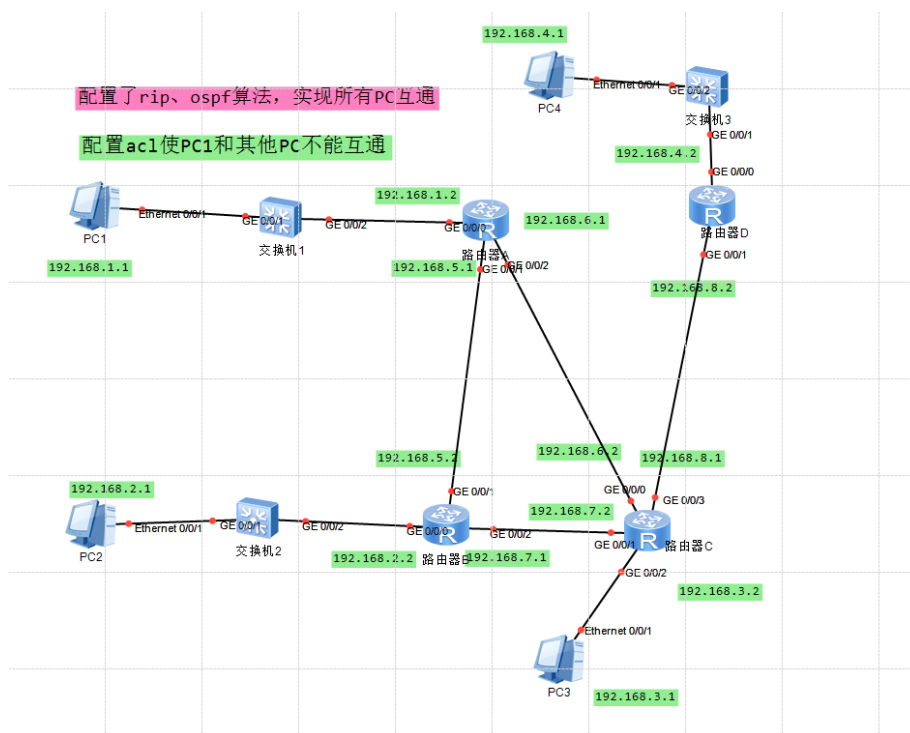 192.168.4.1
配置了rip、ospf算法，实现所有PC互通
Ethernet 0/0/1
GE 0/0/2
PC4
交换机3
GE 0/0/1
配置acl使PC1和其他PC不能互通
192.168.4.2
GE 0/0/0
192.168.1.2
Ethernet 0/0/1
GE 0/0/1
GE 0/0/2
GE 0/0/0
R
192.168.6.1
R
路由器D
PC1
交换机1
路由器A
GE 0/0/1
192.168.1.1
192.168.5.1
GE 0/0/1
GE 0/0/2
192.168.8.2
192.168.5.2
192.168.6.2
192.168.8.1
192.168.2.1
GE 0/0/1
GE 0/0/0
GE 0/0/3
192.168.7.2
Ethernet 0/0/1
GE 0/0/1
GE 0/0/2
GE 0/0/0
R
GE 0/0/2
GE 0/0/1
R
路由器C
PC2
交换机2
192.168.2.2
路由器B
192.168.7.1
GE 0/0/2
192.168.3.2
Ethernet 0/0/1
PC3
192.168.3.1